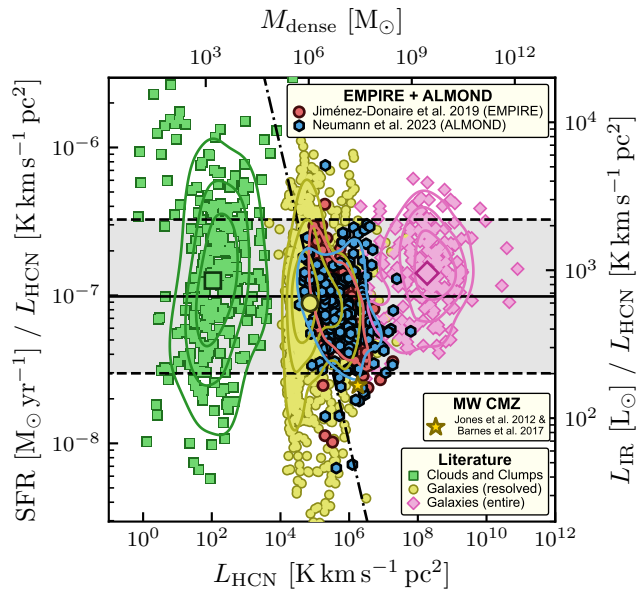 M_dense [M_⊙]
10^3 10^6 10^9 10^12
EMPIRE + ALMOND
Jiménez-Donaire et al. 2019 (EMPIRE)
Neumann et al. 2023 (ALMOND)
10^-6
10^-7
10^-8
SFR [M_⊙ yr^-1] / L_HCN [K km s^-1 pc^2]
10^4
10^3
10^2
L_IR [L_⊙] / L_HCN [K km s^-1 pc^2]
MW CMZ
Jones et al. 2012 &
Barnes et al. 2017
Literature
Clouds and Clumps
Galaxies (resolved)
Galaxies (entire)
10^0 10^2 10^4 10^6 10^8 10^10 10^12
L_HCN [K km s^-1 pc^2]